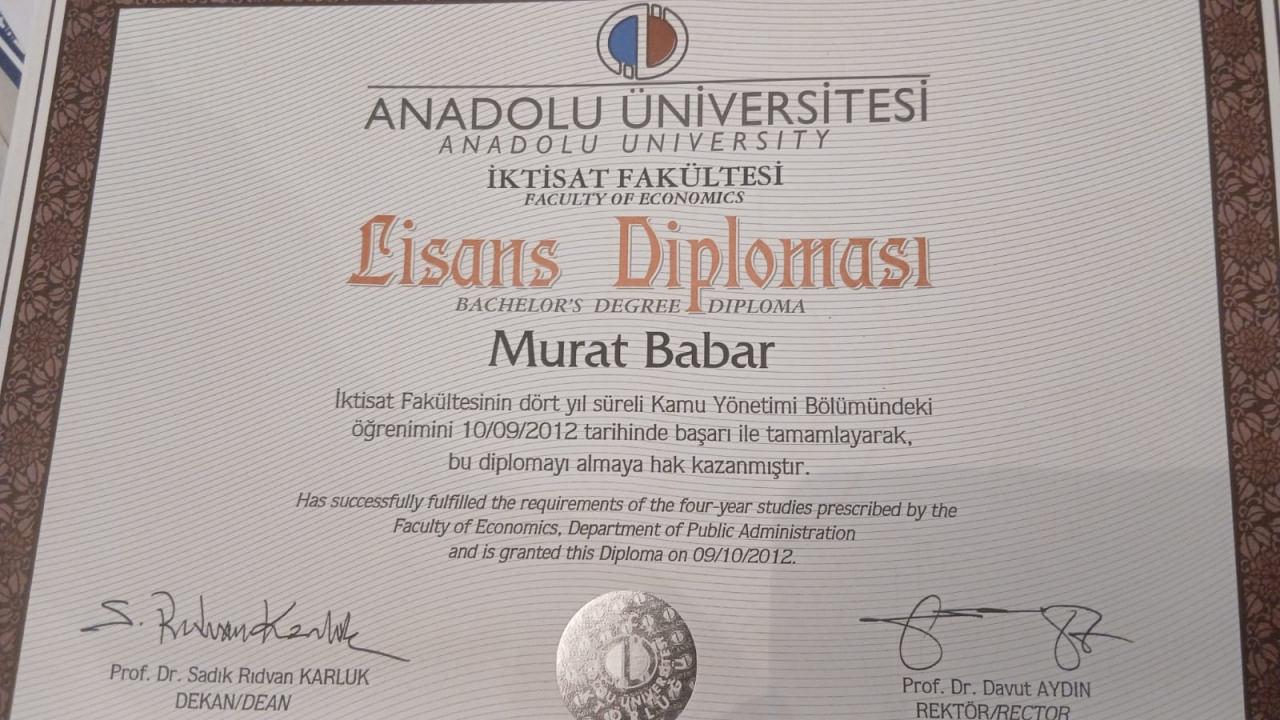 ANADOLU ÜNİVERSİTESİ
ANADOLU UNIVERSITY
İKTİSAT FAKÜLTESİ
FACULTY OF ECONOMICS
Lisans Diploması
BACHELOR'S DEGREE DIPLOMA
Murat Babar
İktisat Fakültesinin dört yıl süreli Kamu Yönetimi Bölümündeki
öğrenimini 10/09/2012 tarihinde başarı ile tamamlayarak,
bu diplomayı almaya hak kazanmıştır.
Has successfully fulfilled the requirements of the four-year studies prescribed by the
Faculty of Economics, Department of Public Administration
and is granted this Diploma on 09/10/2012.
S. Rıdvan Karluk
Prof. Dr. Sadık Rıdvan KARLUK
DEKAN/DEAN
Prof. Dr. Davut AYDIN
REKTÖR/RECTOR